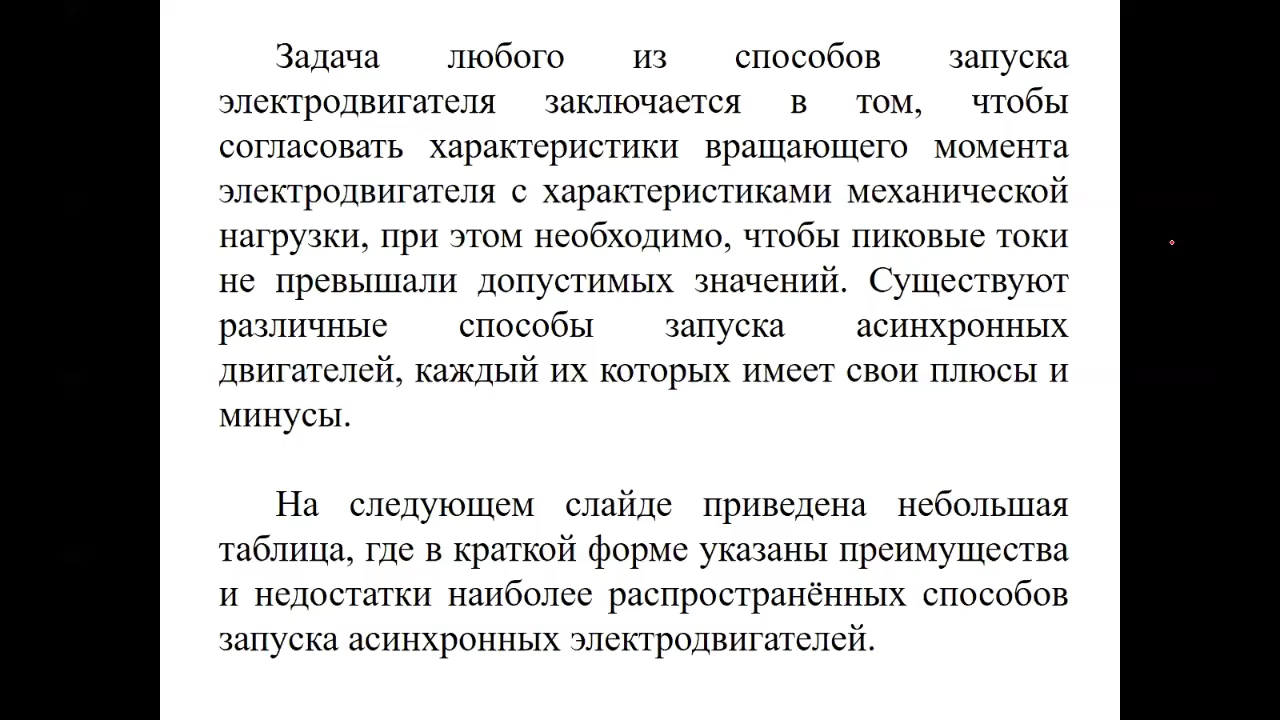 Задача любого из способов запуска
электродвигателя заключается в том, чтобы
согласовать характеристики вращающего момента
электродвигателя с характеристиками механической
нагрузки, при этом необходимо, чтобы пиковые токи
не превышали допустимых значений. Существуют
различные способы запуска асинхронных
двигателей, каждый их которых имеет свои плюсы и
минусы.
На следующем слайде приведена небольшая
таблица, где в краткой форме указаны преимущества
и недостатки наиболее распространённых способов
запуска асинхронных электродвигателей.